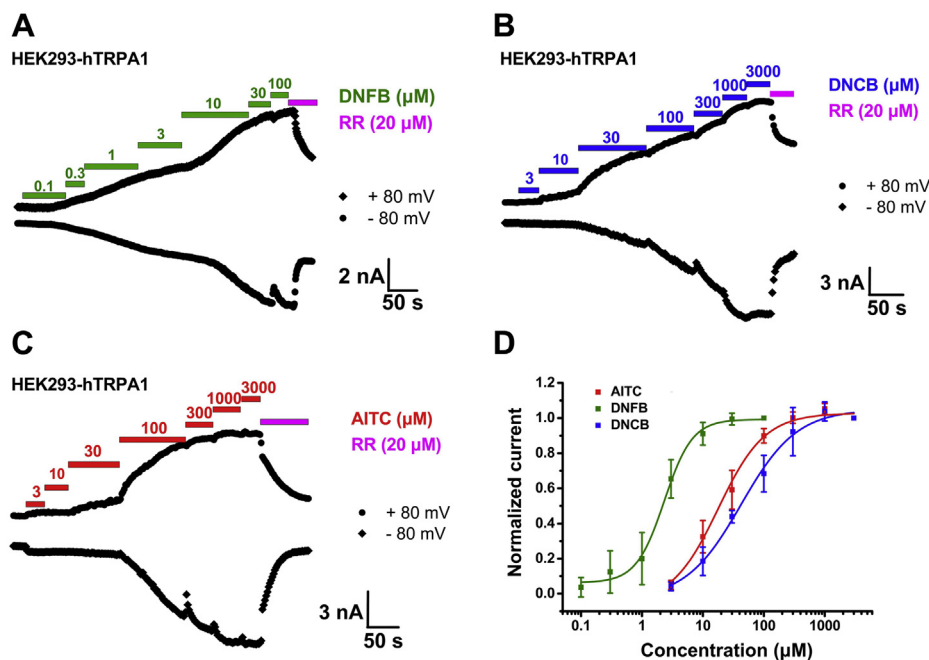 A
HEK293-hTRPA1
0.1
0.3
1
3
10
30
100
DNFB (µM)
RR (20 µM)
+ 80 mV
- 80 mV
2 nA
50 s
B
HEK293-hTRPA1
3
10
30
100
300
1000
3000
DNCB (µM)
RR (20 µM)
+ 80 mV
- 80 mV
3 nA
50 s
C
HEK293-hTRPA1
3
10
30
100
300
1000
3000
AITC (µM)
RR (20 µM)
+ 80 mV
- 80 mV
3 nA
50 s
D
AITC
DNFB
DNCB
Normalized current
1.2
1.0
0.8
0.6
0.4
0.2
0.0
0.1 1 10 100 1000
Concentration (µM)